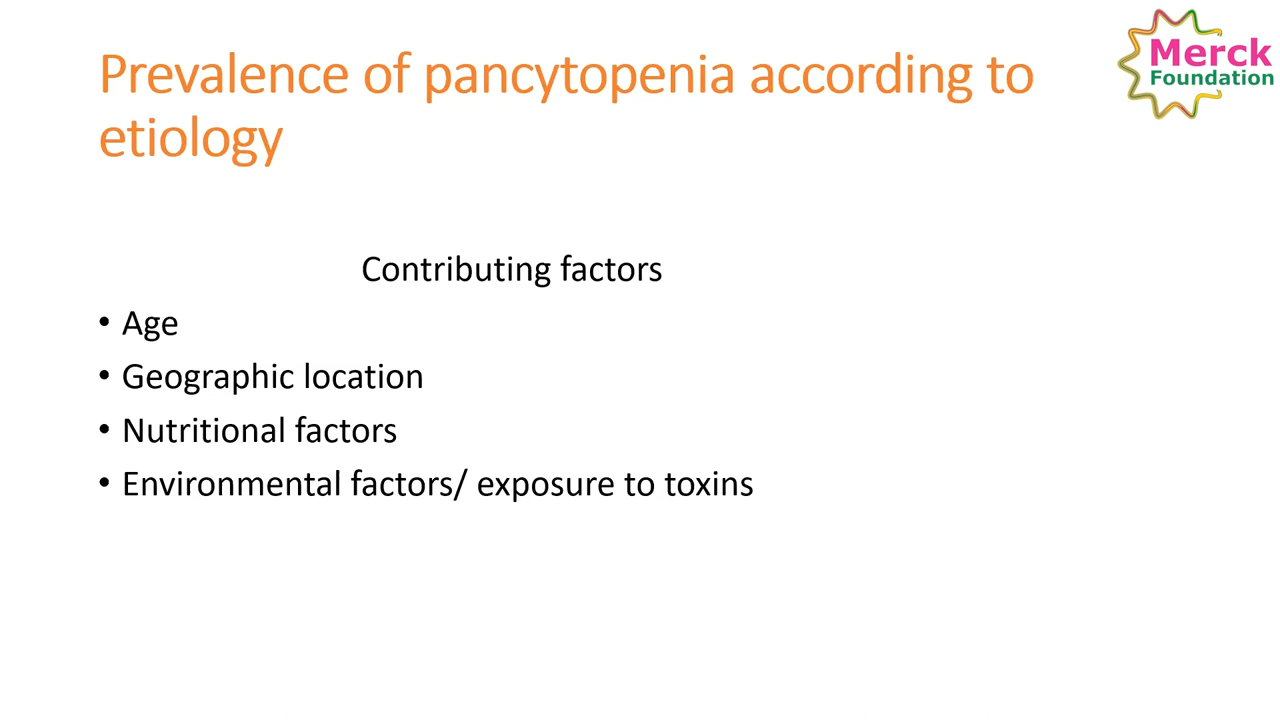 Prevalence of pancytopenia according to
etiology
Merck
Foundation
Contributing factors
• Age
• Geographic location
• Nutritional factors
• Environmental factors/ exposure to toxins